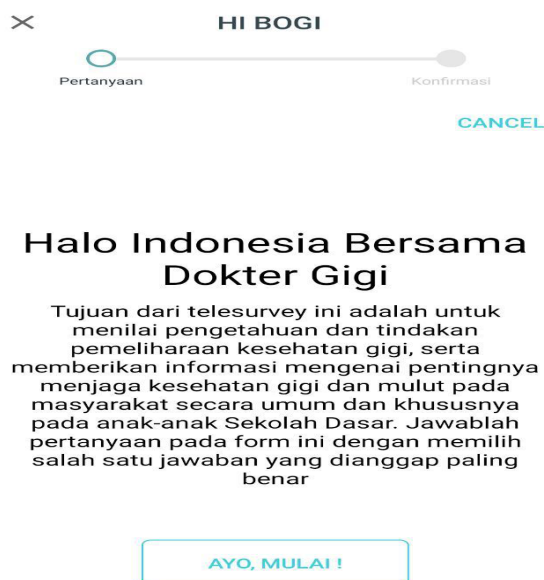 HI BOGI
Pertanyaan
Konfirmasi
CANCEL
Halo Indonesia Bersama
Dokter Gigi
Tujuan dari telesurvey ini adalah untuk
menilai pengetahuan dan tindakan
pemeliharaan kesehatan gigi, serta
memberikan informasi mengenai pentingnya
menjaga kesehatan gigi dan mulut pada
masyarakat secara umum dan khususnya
pada anak-anak Sekolah Dasar. Jawablah
pertanyaan pada form ini dengan memilih
salah satu jawaban yang dianggap paling
benar
AYO, MULAI !